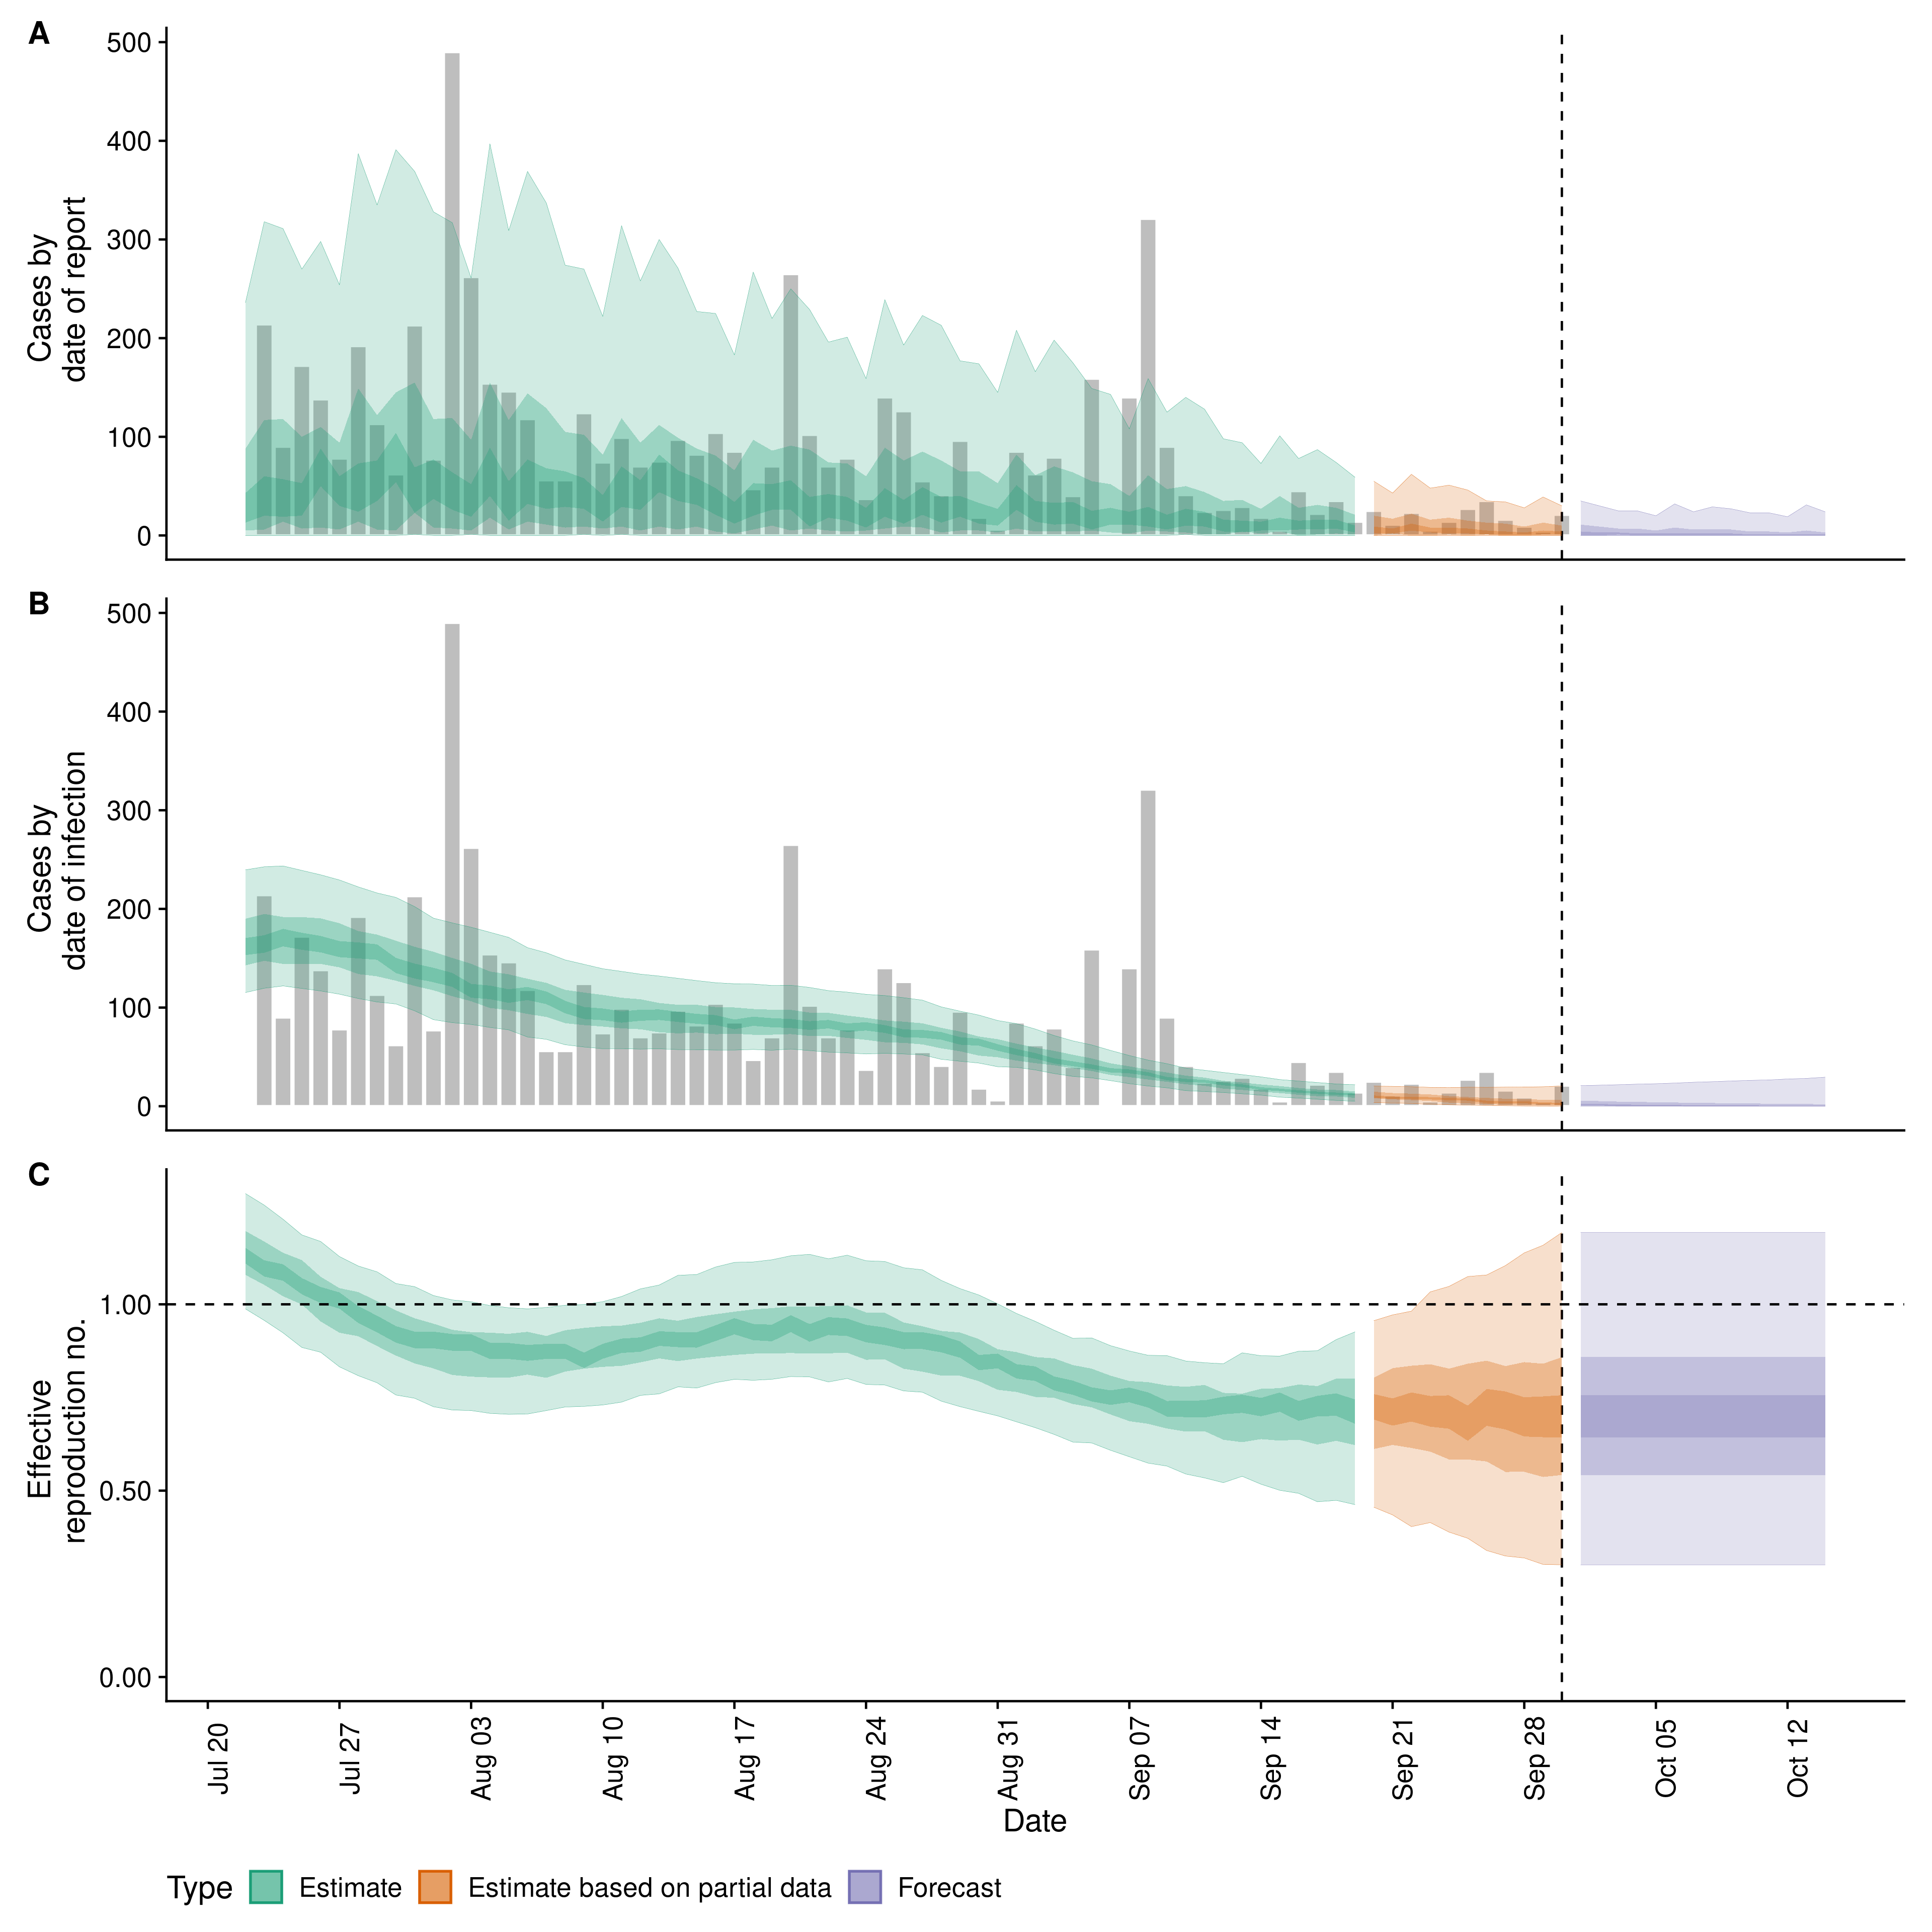 A
500
400
300
200
100
0
Cases by
date of report
B
500
400
300
200
100
0
Cases by
date of infection
C
1.00
0.50
0.00
Effective
reproduction no.
Jul 20
Jul 27
Aug 03
Aug 10
Aug 17
Aug 24
Aug 31
Sep 07
Sep 14
Sep 21
Sep 28
Oct 05
Oct 12
Date
Type Estimate Estimate based on partial data Forecast